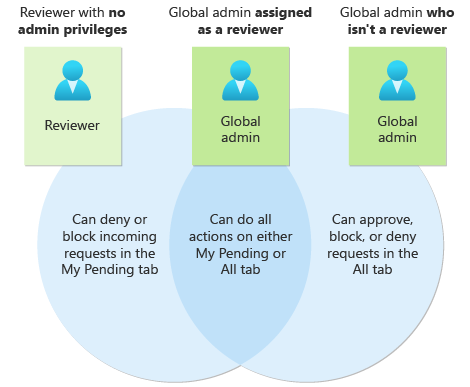 Reviewer with no
admin privileges
Global admin assigned
as a reviewer
Global admin who
isn't a reviewer
Reviewer
Global
admin
Global
admin
Can deny or
block incoming
requests in the
My Pending tab
Can do all
actions on either
My Pending or
All tab
Can approve,
block, or deny
requests in the
All tab